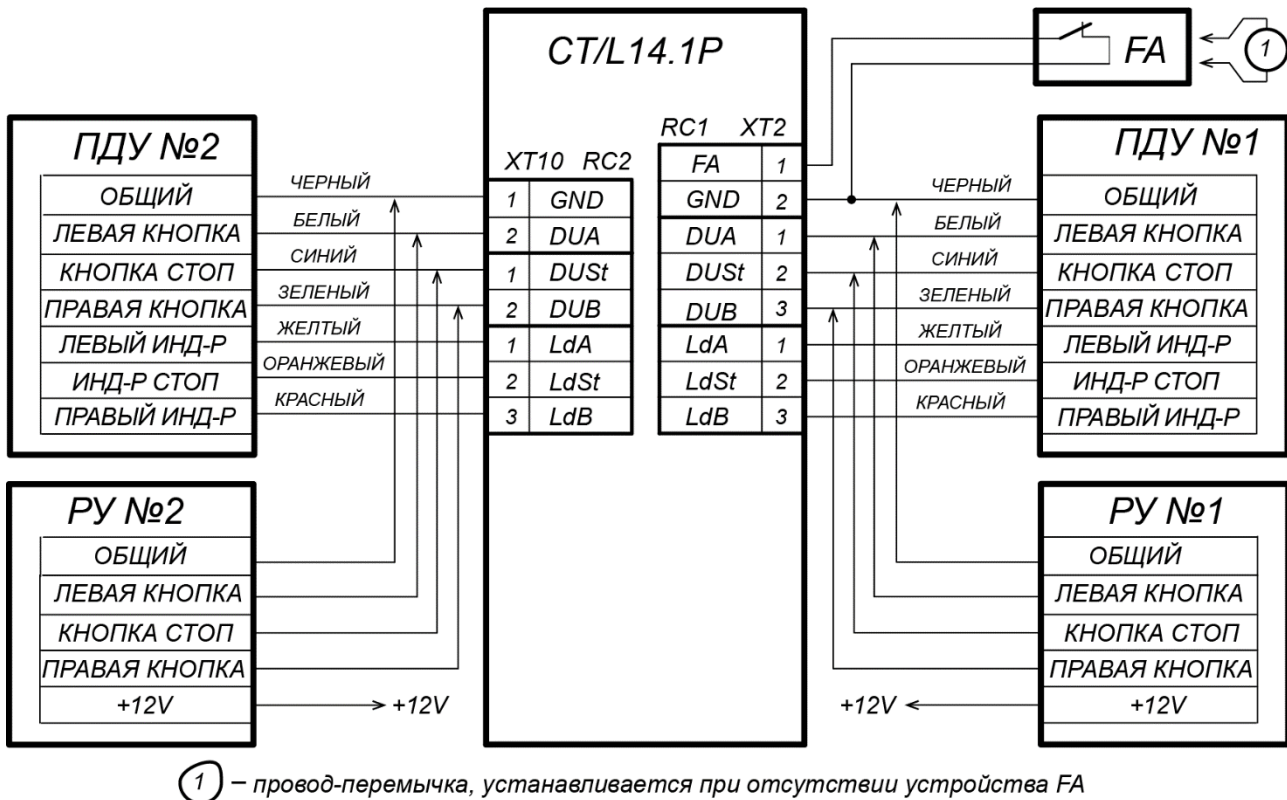 CT/L14.1P
FA
1
ПДУ №2
ОБЩИЙ
ЛЕВАЯ КНОПКА
КНОПКА СТОП
ПРАВАЯ КНОПКА
ЛЕВЫЙ ИНД-Р
ИНД-Р СТОП
ПРАВЫЙ ИНД-Р
ЧЕРНЫЙ
БЕЛЫЙ
СИНИЙ
ЗЕЛЕНЫЙ
ЖЕЛТЫЙ
ОРАНЖЕВЫЙ
КРАСНЫЙ
XT10 RC2
1 GND
2 DUA
1 DUSt
2 DUB
1 LdA
2 LdSt
3 LdB
RC1 XT2
FA 1
GND 2
DUA 1
DUSt 2
DUB 3
LdA 1
LdSt 2
LdB 3
ЧЕРНЫЙ
БЕЛЫЙ
СИНИЙ
ЗЕЛЕНЫЙ
ЖЕЛТЫЙ
ОРАНЖЕВЫЙ
КРАСНЫЙ
ПДУ №1
ОБЩИЙ
ЛЕВАЯ КНОПКА
КНОПКА СТОП
ПРАВАЯ КНОПКА
ЛЕВЫЙ ИНД-Р
ИНД-Р СТОП
ПРАВЫЙ ИНД-Р
РУ №2
ОБЩИЙ
ЛЕВАЯ КНОПКА
КНОПКА СТОП
ПРАВАЯ КНОПКА
+12V
+12V
РУ №1
ОБЩИЙ
ЛЕВАЯ КНОПКА
КНОПКА СТОП
ПРАВАЯ КНОПКА
+12V
+12V
1 – провод-перемычка, устанавливается при отсутствии устройства FA